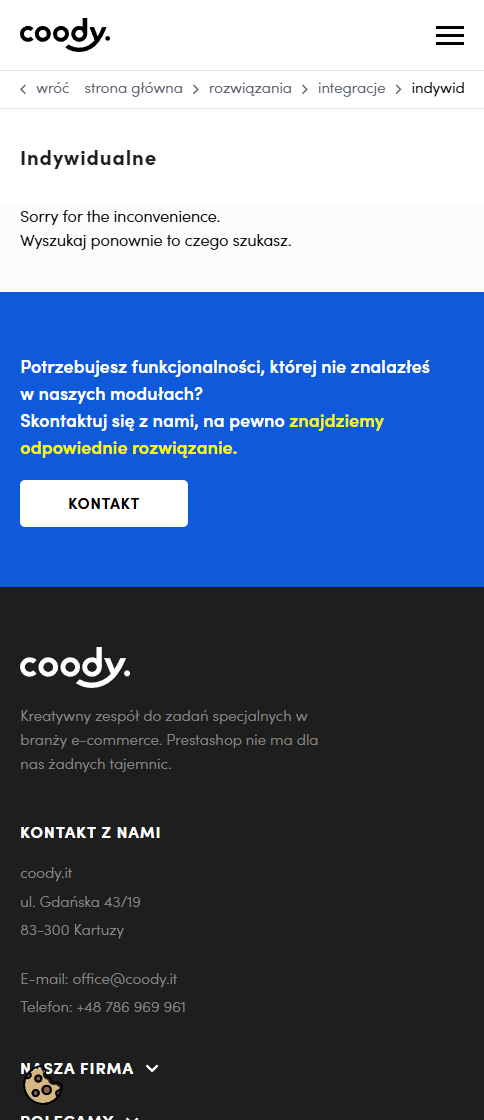 coody.
wróć strona główna rozwiązania integracje indywid
Indywidualne
Sorry for the inconvenience.
Wyszukaj ponownie to czego szukasz.
Potrzebujesz funkcjonalności, której nie znalazłeś
w naszych modułach?
Skontaktuj się z nami, na pewno znajdziemy
odpowiednie rozwiązanie.
KONTAKT
coody.
Kreatywny zespół do zadań specjalnych w
branży e-commerce. Prestashop nie ma dla
nas żadnych tajemnic.
KONTAKT Z NAMI
coody.it
ul. Gdańska 43/19
83-300 Kartuzy
E-mail: office@coody.it
Telefon: +48 786 969 961
NASZA FIRMA
POLECAMY